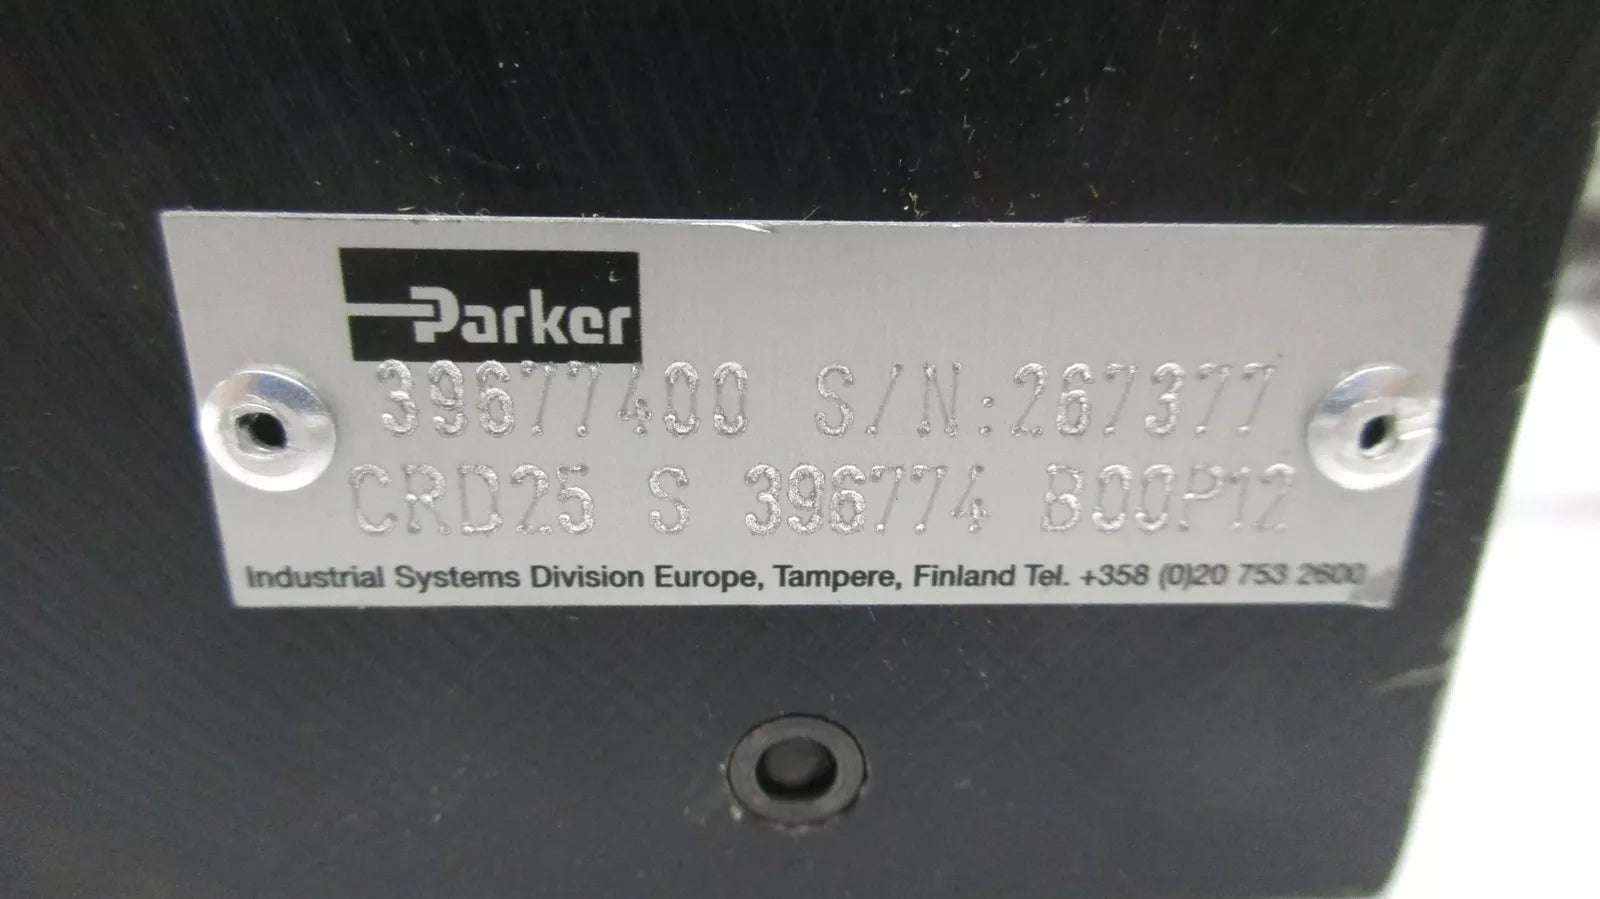 Parker
39677400 S/N:267377
CRD25 S 396774 B00P12
Industrial Systems Division Europe, Tampere, Finland Tel. +358 (0)20 753 2600